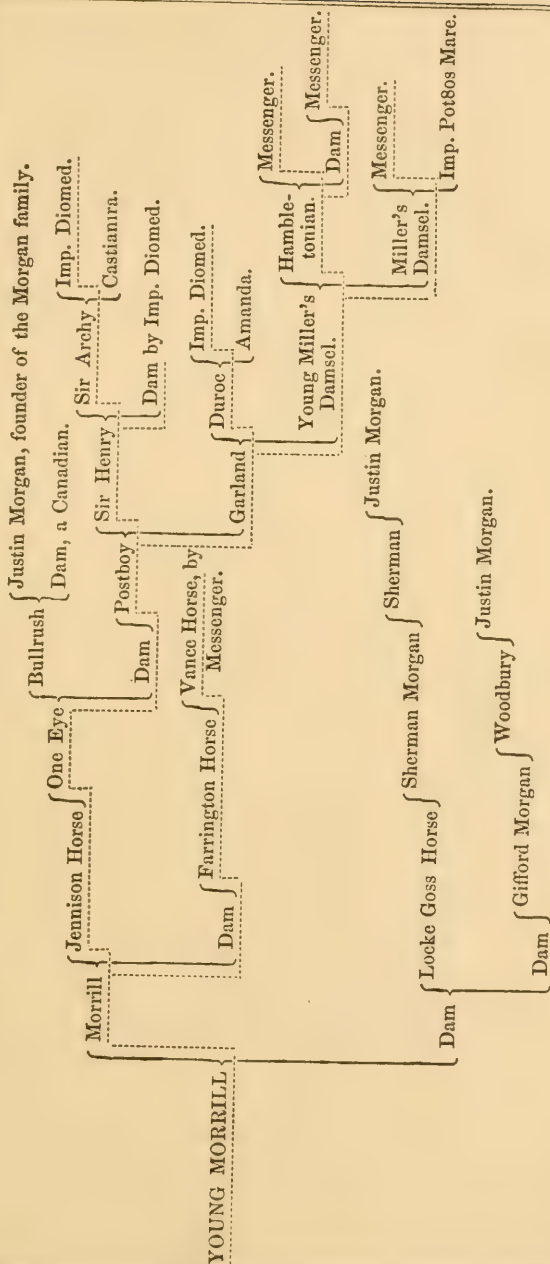 YOUNG MORRILL
Morrill
Jennison Horse
One Eye
Bullrush
Justin Morgan, founder of the Morgan family.
Dam, a Canadian.
Dam
Postboy
Sir Henry
Sir Archy
Imp. Diomed.
Castianira.
Dam by Imp. Diomed.
Garland
Duroc
Imp. Diomed.
Amanda.
Young Miller's
Damsel.
Hamble-
tonian.
Messenger.
Dam
Messenger.
Miller's
Damsel.
Messenger.
Imp. Pot8os Mare.
Dam
Farrington Horse
Vance Horse, by
Messenger.
Dam
Locke Goss Horse
Sherman Morgan
Sherman
Justin Morgan.
Dam
Gifford Morgan
Woodbury
Justin Morgan.